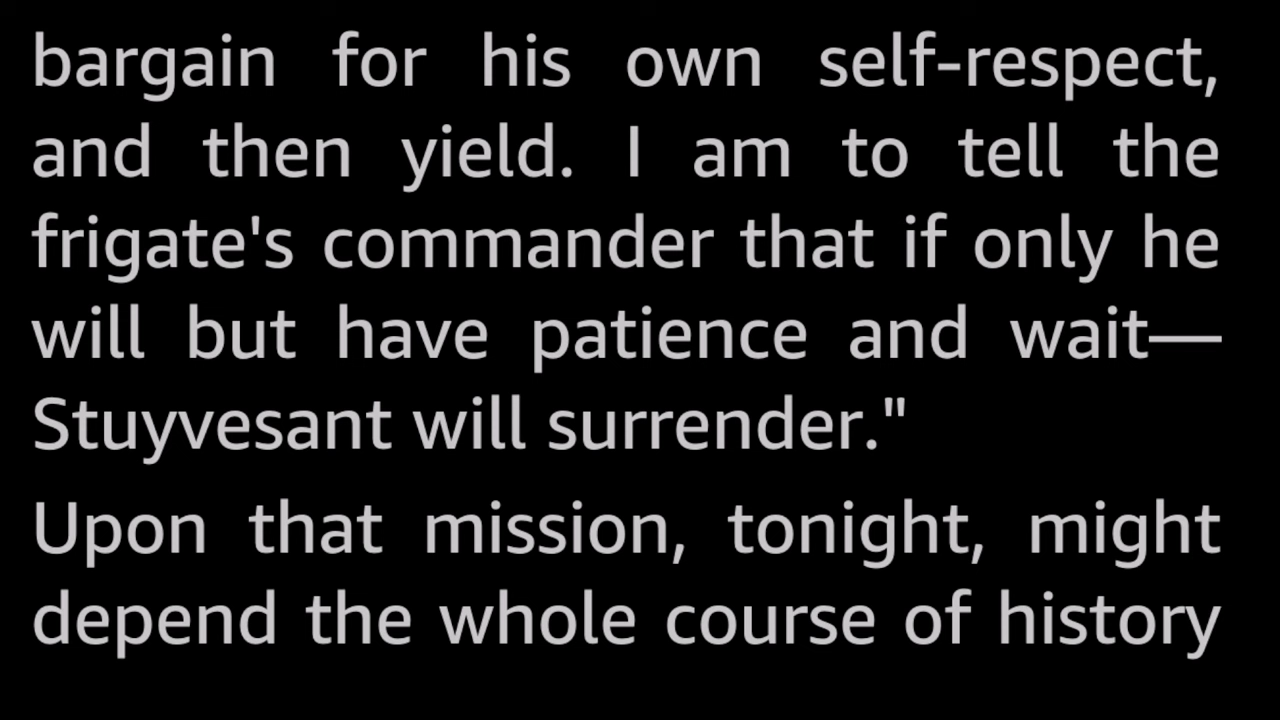 bargain for his own self-respect,
and then yield. I am to tell the
frigate's commander that if only he
will but have patience and wait—
Stuyvesant will surrender."
Upon that mission, tonight, might
depend the whole course of history